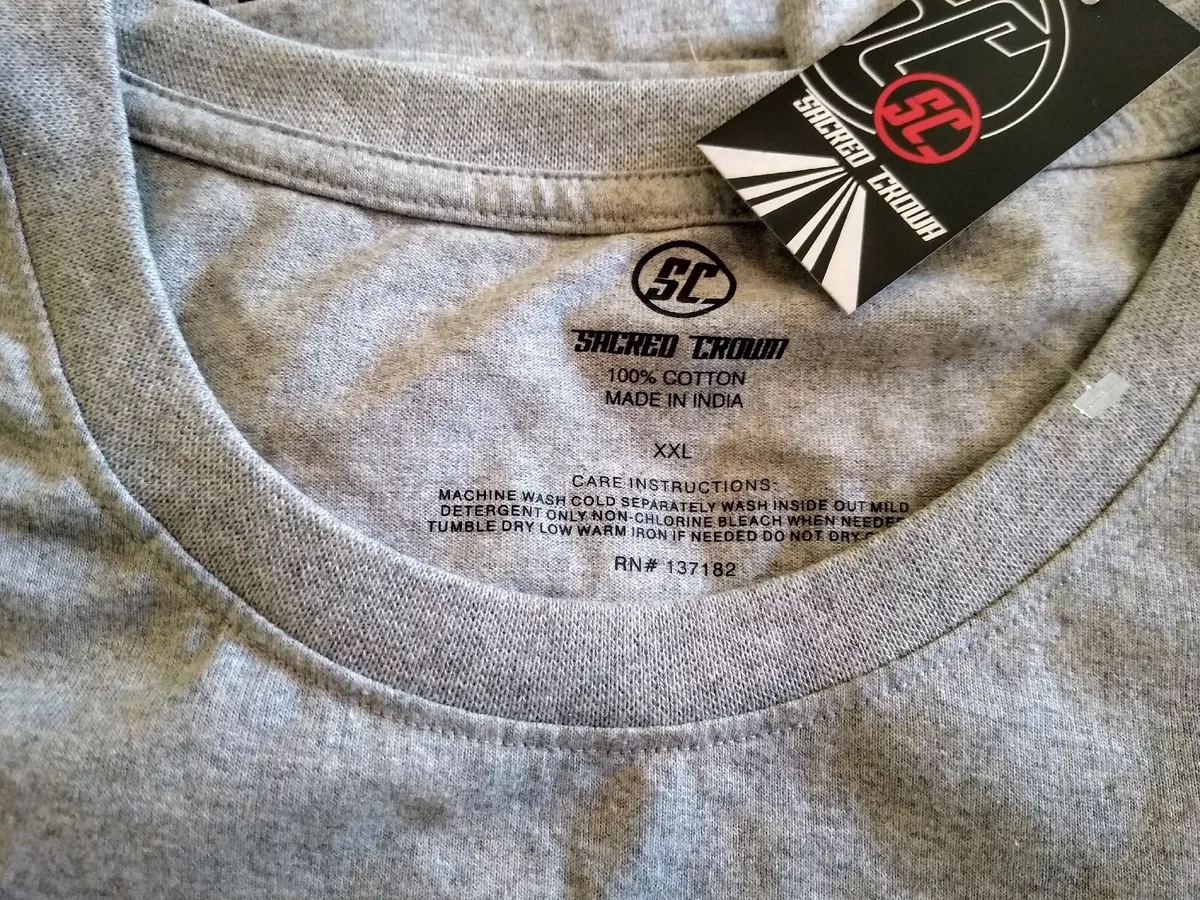 SC
SC
SACRED CROWN
SC
SACRED CROWN
100% COTTON
MADE IN INDIA
XXL
CARE INSTRUCTIONS:
MACHINE WASH COLD SEPARATELY WASH INSIDE OUT MILD
DETERGENT ONLY NON-CHLORINE BLEACH WHEN
TUMBLE DRY LOW WARM IRON IF NEEDED DO NOT DRY
RN# 137182